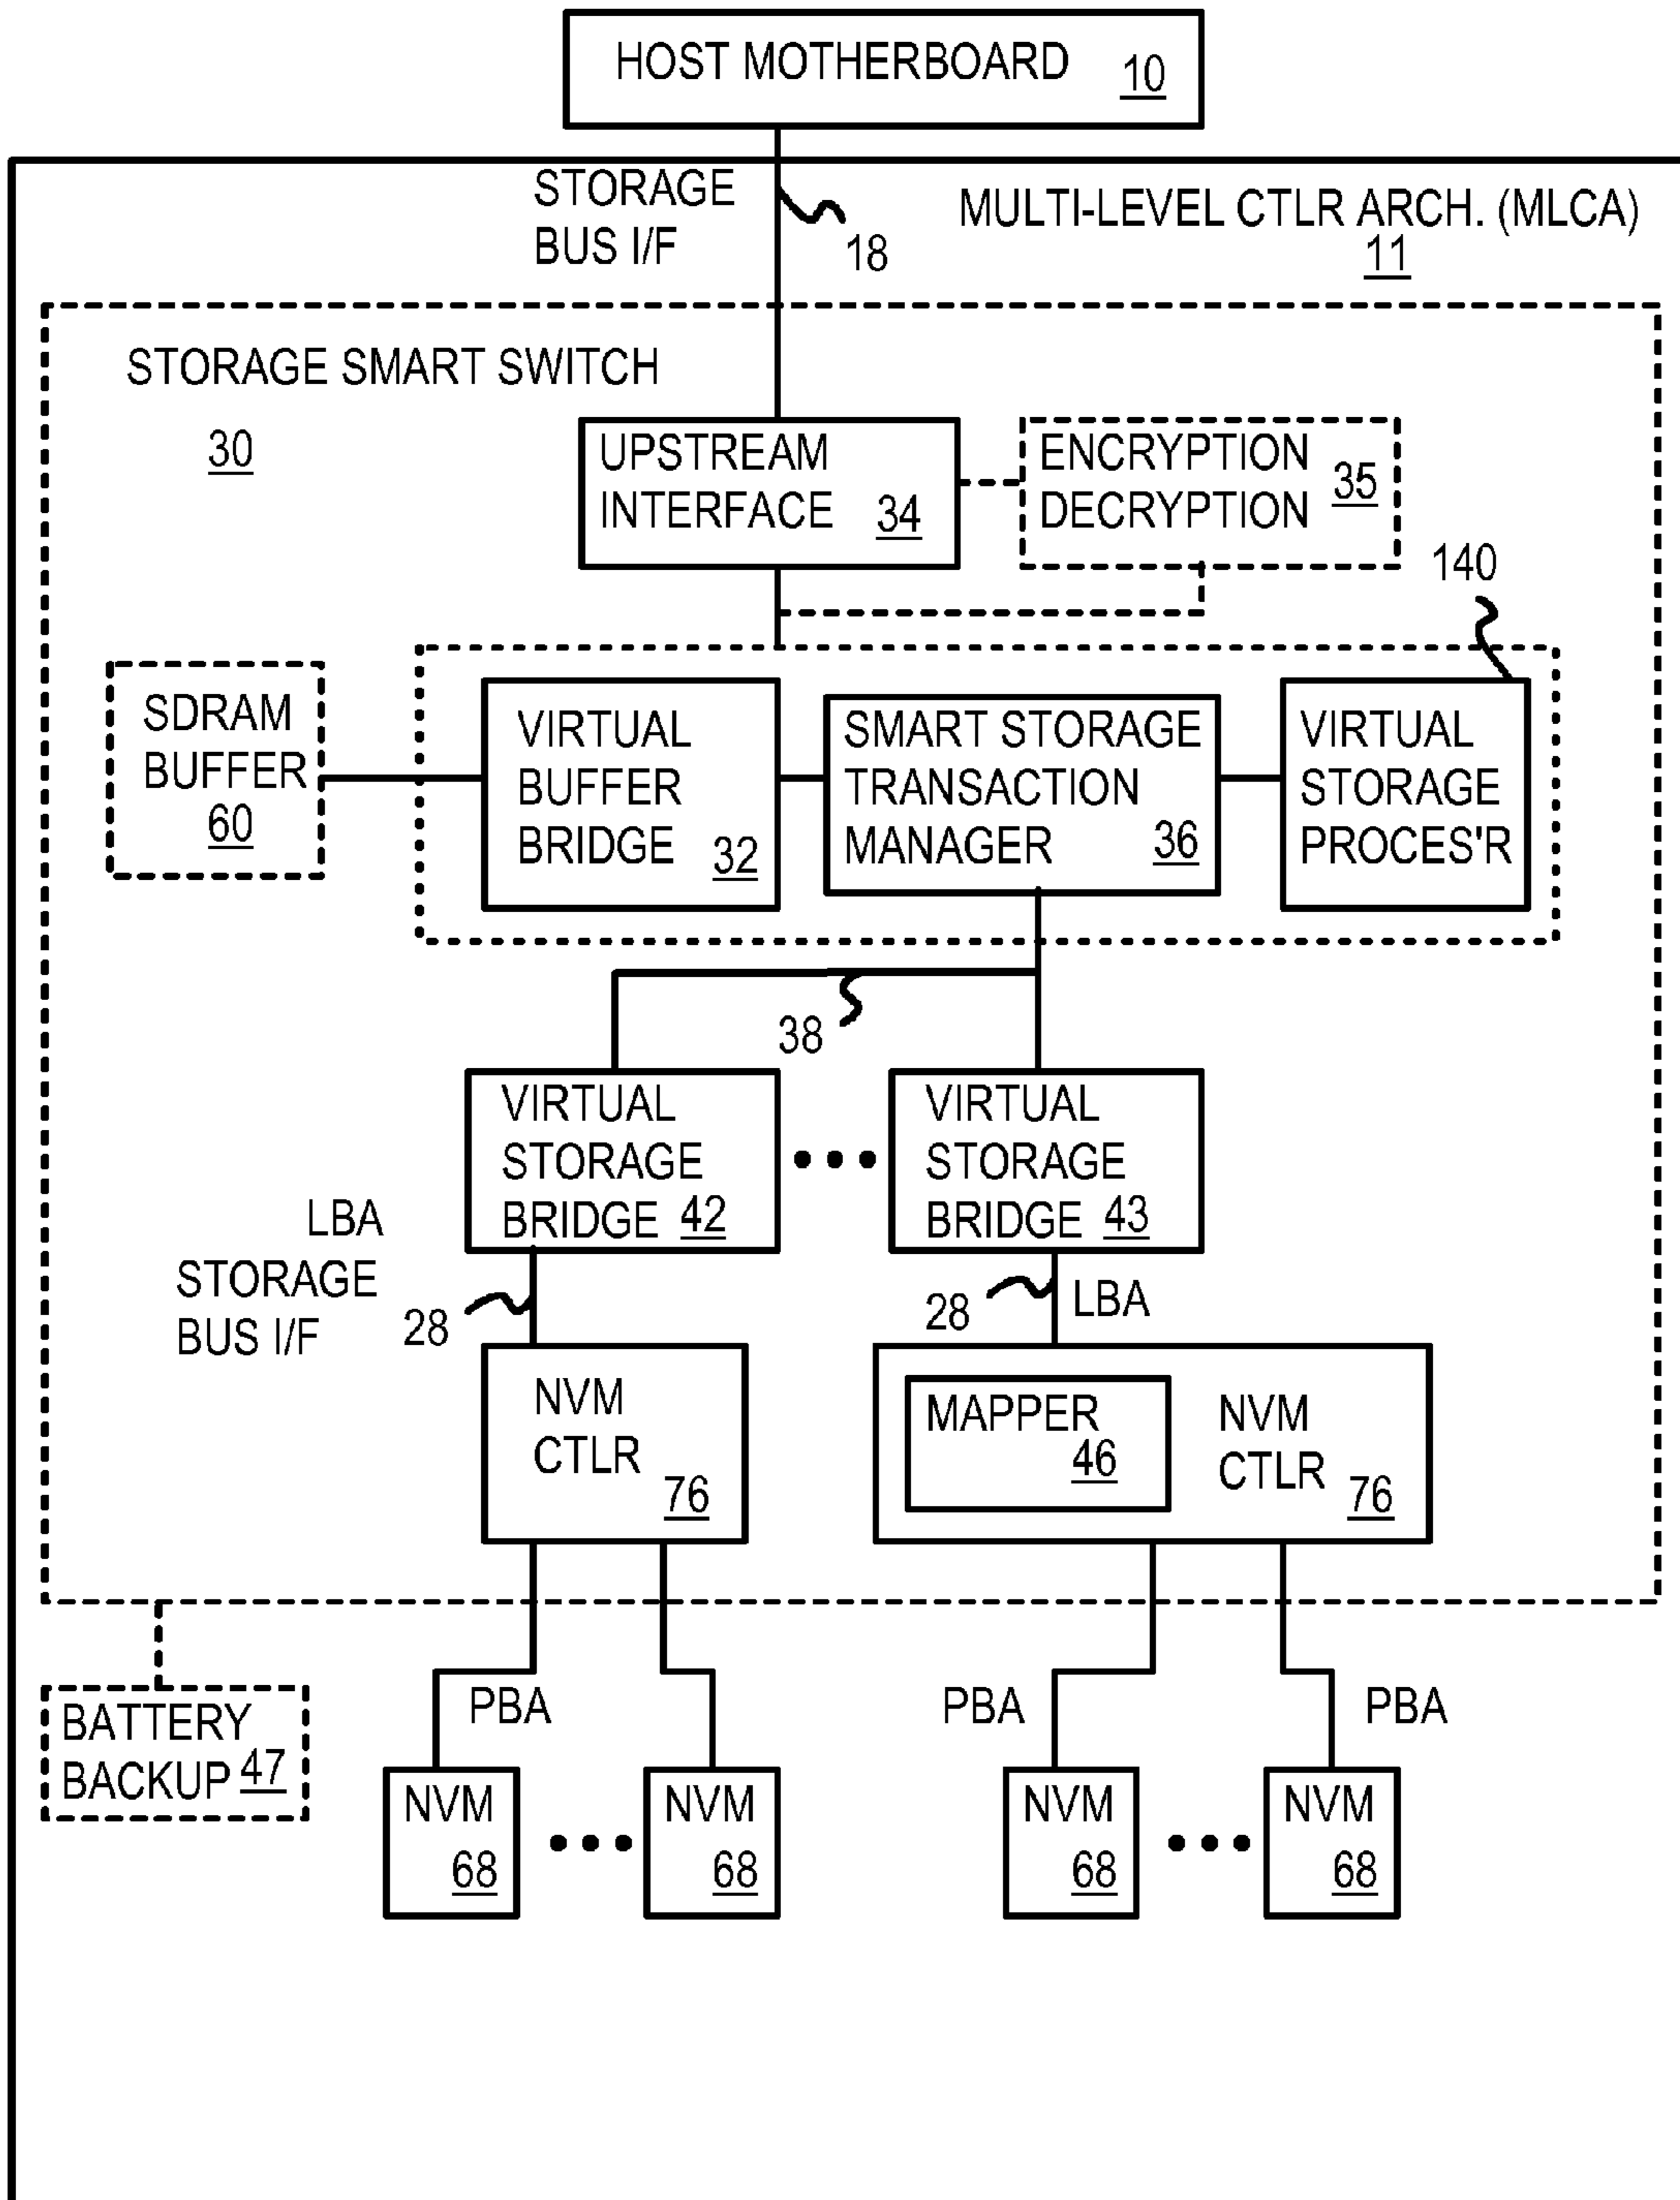 HOST MOTHERBOARD 10
STORAGE
BUS I/F
18
MULTI-LEVEL CTLR ARCH. (MLCA)
11
STORAGE SMART SWITCH
30
UPSTREAM
INTERFACE 34
ENCRYPTION
DECRYPTION 35
140
SDRAM
BUFFER
60
VIRTUAL
BUFFER
BRIDGE 32
SMART STORAGE
TRANSACTION
MANAGER 36
VIRTUAL
STORAGE
PROCES'R
38
VIRTUAL
STORAGE
BRIDGE 42
VIRTUAL
STORAGE
BRIDGE 43
LBA
STORAGE
BUS I/F
28
28
LBA
NVM
CTLR
76
MAPPER
46
NVM
CTLR
76
PBA
PBA
PBA
BATTERY
BACKUP 47
NVM
68
NVM
68
NVM
68
NVM
68